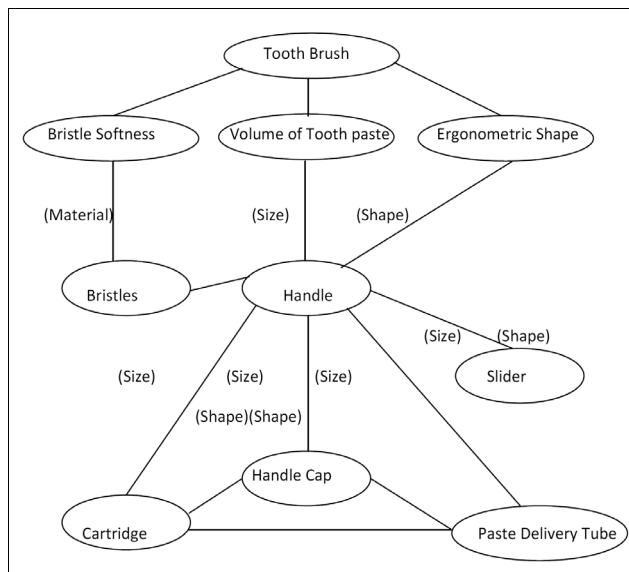 Tooth Brush
Bristle Softness
Volume of Tooth paste
Ergonometric Shape
(Material)
(Size)
(Shape)
Bristles
Handle
(Size)
(Shape)
Slider
(Size)
(Size)
(Size)
(Shape)(Shape)
Handle Cap
Cartridge
Paste Delivery Tube